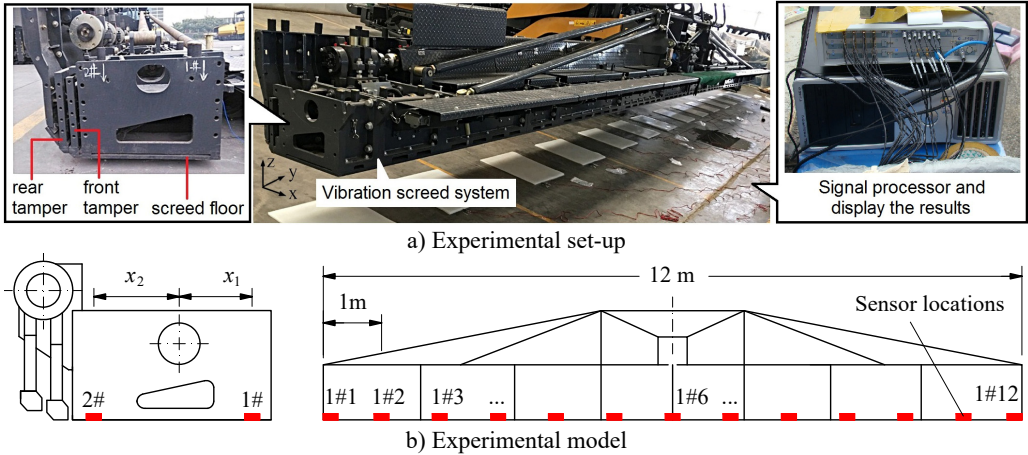 2#
1#
rear
tamper
front
tamper
screed floor
z
y
x
Vibration screed system
Signal processor and
display the results
a) Experimental set-up
x₂
x₁
12 m
1m
Sensor locations
2#
1#
1#1
1#2
1#3
...
1#6
...
1#12
b) Experimental model